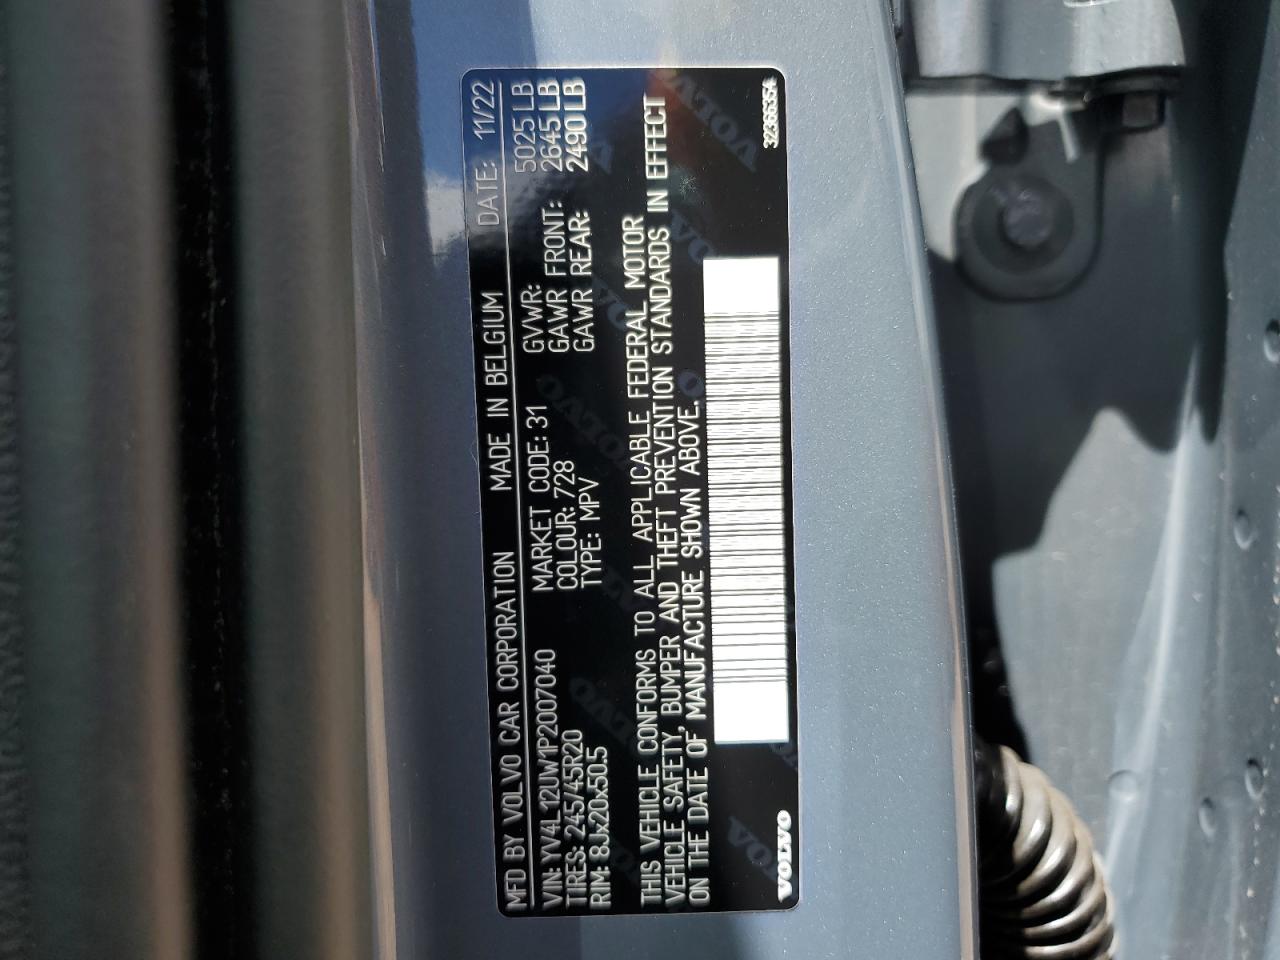 MFD BY VOLVO CAR CORPORATION MADE IN BELGIUM DATE: 11/22
VIN: YV4L12UW1P2007040 MARKET CODE: 31 GVWR: 5025 LB
TIRES: 245/45R20 COLOUR: 728 GAWR FRONT: 2645 LB
RIM: 8Jx20x50.5 TYPE: MPV GAWR REAR: 2490 LB
THIS VEHICLE CONFORMS TO ALL APPLICABLE FEDERAL MOTOR
VEHICLE SAFETY, BUMPER AND THEFT PREVENTION STANDARDS IN EFFECT
ON THE DATE OF MANUFACTURE SHOWN ABOVE.
VOLVO 32366354